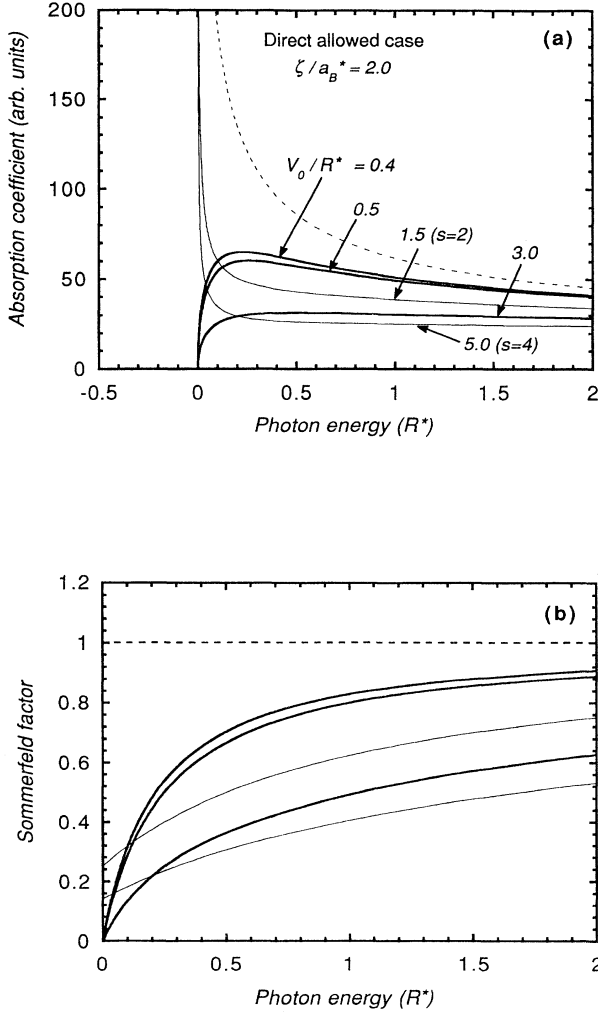 200
150
100
50
0
Absorption coefficient (arb. units)
Direct allowed case
ζ / a_B* = 2.0
(a)
V_0 / R* = 0.4
0.5
1.5 (s=2)
3.0
5.0 (s=4)
-0.5 0 0.5 1 1.5 2
Photon energy (R*)
1.2
1
0.8
0.6
0.4
0.2
0
Sommerfeld factor
(b)
0 0.5 1 1.5 2
Photon energy (R*)